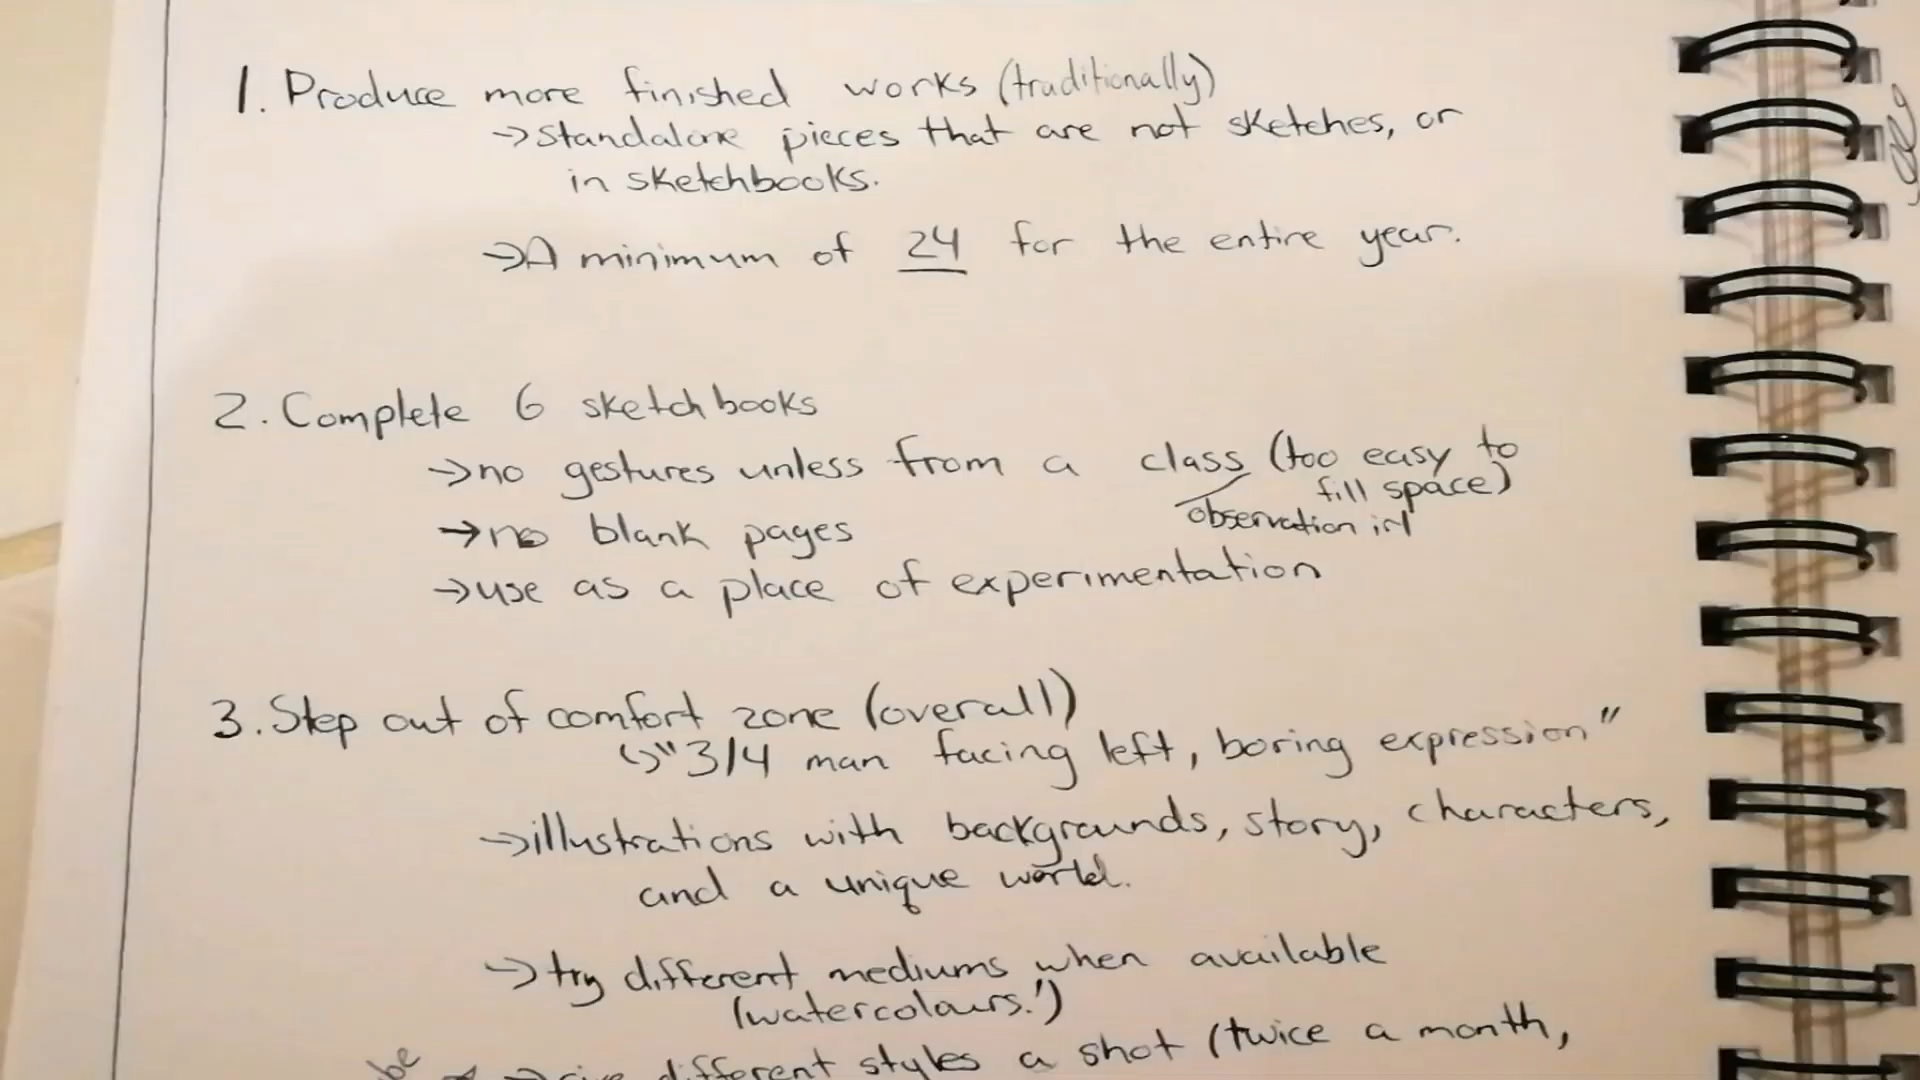 1. Produce more finished works (traditionally)
→ standalone pieces that are not sketches, or
in sketchbooks.
→ A minimum of 24 for the entire year.
2. Complete 6 sketchbooks
→ no gestures unless from a class (too easy to
fill space)
observation irl
→ no blank pages
→ use as a place of experimentation
3. Step out of comfort zone (overall)
↳ "3/4 man facing left, boring expression"
→ illustrations with backgrounds, story, characters,
and a unique world.
→ try different mediums when available
(watercolours!)
be
→ give different styles a shot (twice a month,